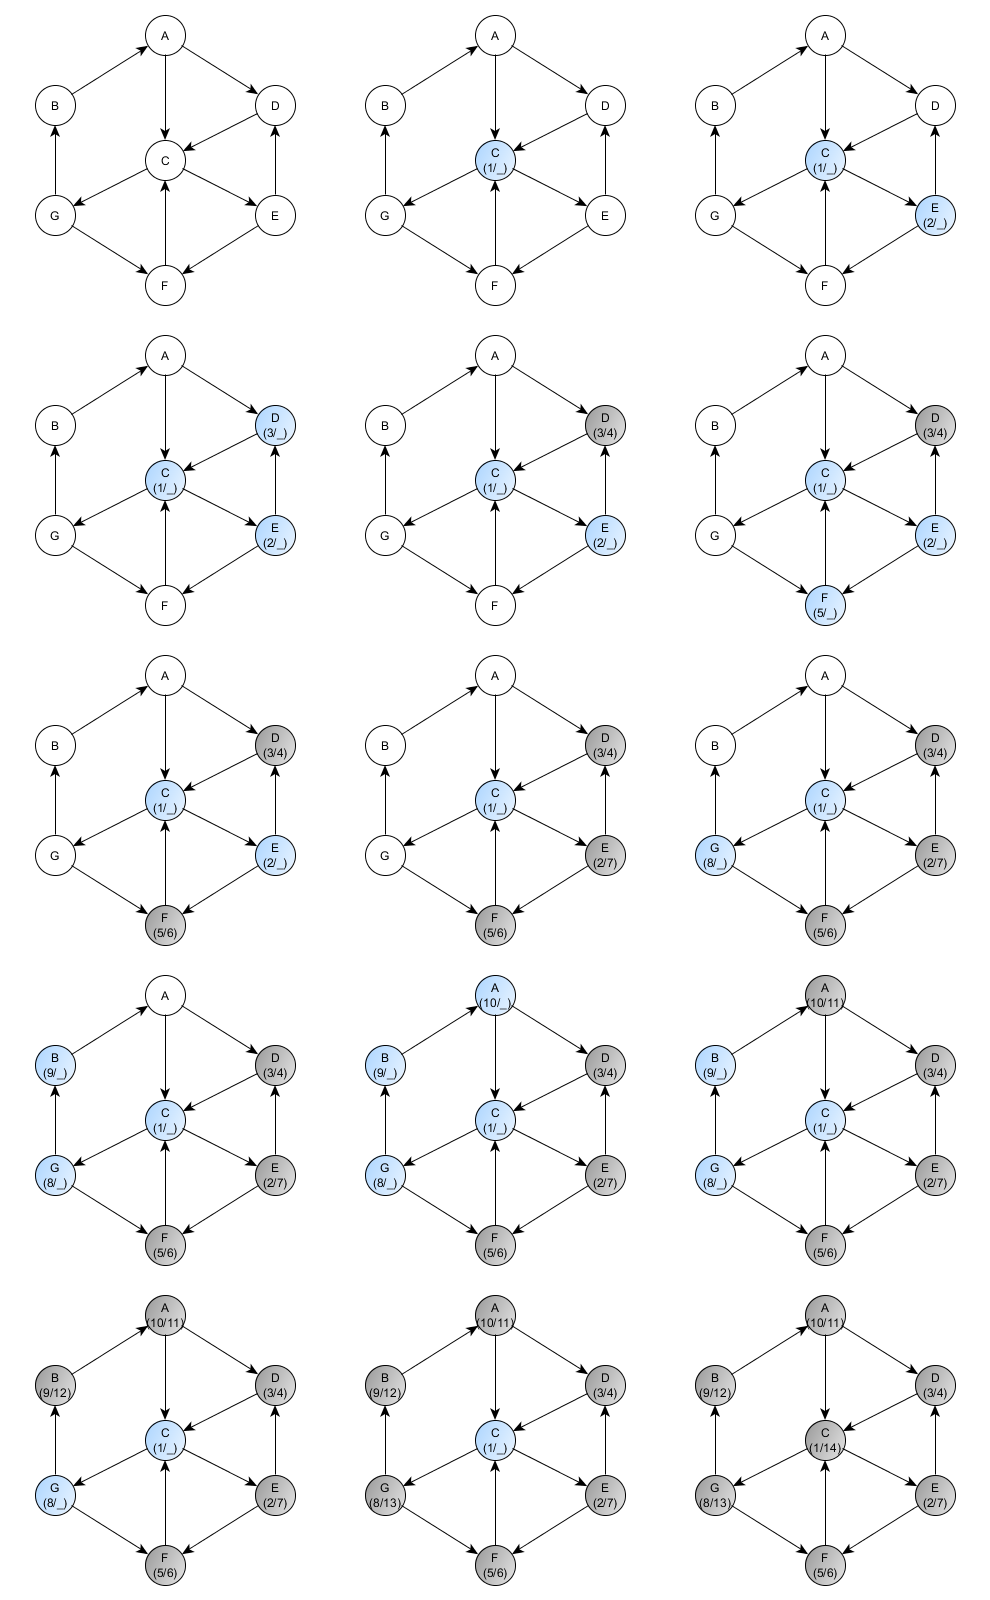 A
B
D
C
G
E
F
A
B
D
C
(1/_)
G
E
F
A
B
D
C
(1/_)
G
E
(2/_)
F
A
B
D
(3/_)
C
(1/_)
G
E
(2/_)
F
A
B
D
(3/4)
C
(1/_)
G
E
(2/_)
F
A
B
D
(3/4)
C
(1/_)
G
E
(2/_)
F
(5/_)
A
B
D
(3/4)
C
(1/_)
G
E
(2/_)
F
(5/6)
A
B
D
(3/4)
C
(1/_)
G
E
(2/7)
F
(5/6)
A
B
D
(3/4)
C
(1/_)
G
(8/_)
E
(2/7)
F
(5/6)
A
B
(9/_)
D
(3/4)
C
(1/_)
G
(8/_)
E
(2/7)
F
(5/6)
A
(10/_)
B
(9/_)
D
(3/4)
C
(1/_)
G
(8/_)
E
(2/7)
F
(5/6)
A
(10/11)
B
(9/_)
D
(3/4)
C
(1/_)
G
(8/_)
E
(2/7)
F
(5/6)
A
(10/11)
B
(9/12)
D
(3/4)
C
(1/_)
G
(8/_)
E
(2/7)
F
(5/6)
A
(10/11)
B
(9/12)
D
(3/4)
C
(1/_)
G
(8/13)
E
(2/7)
F
(5/6)
A
(10/11)
B
(9/12)
D
(3/4)
C
(1/14)
G
(8/13)
E
(2/7)
F
(5/6)